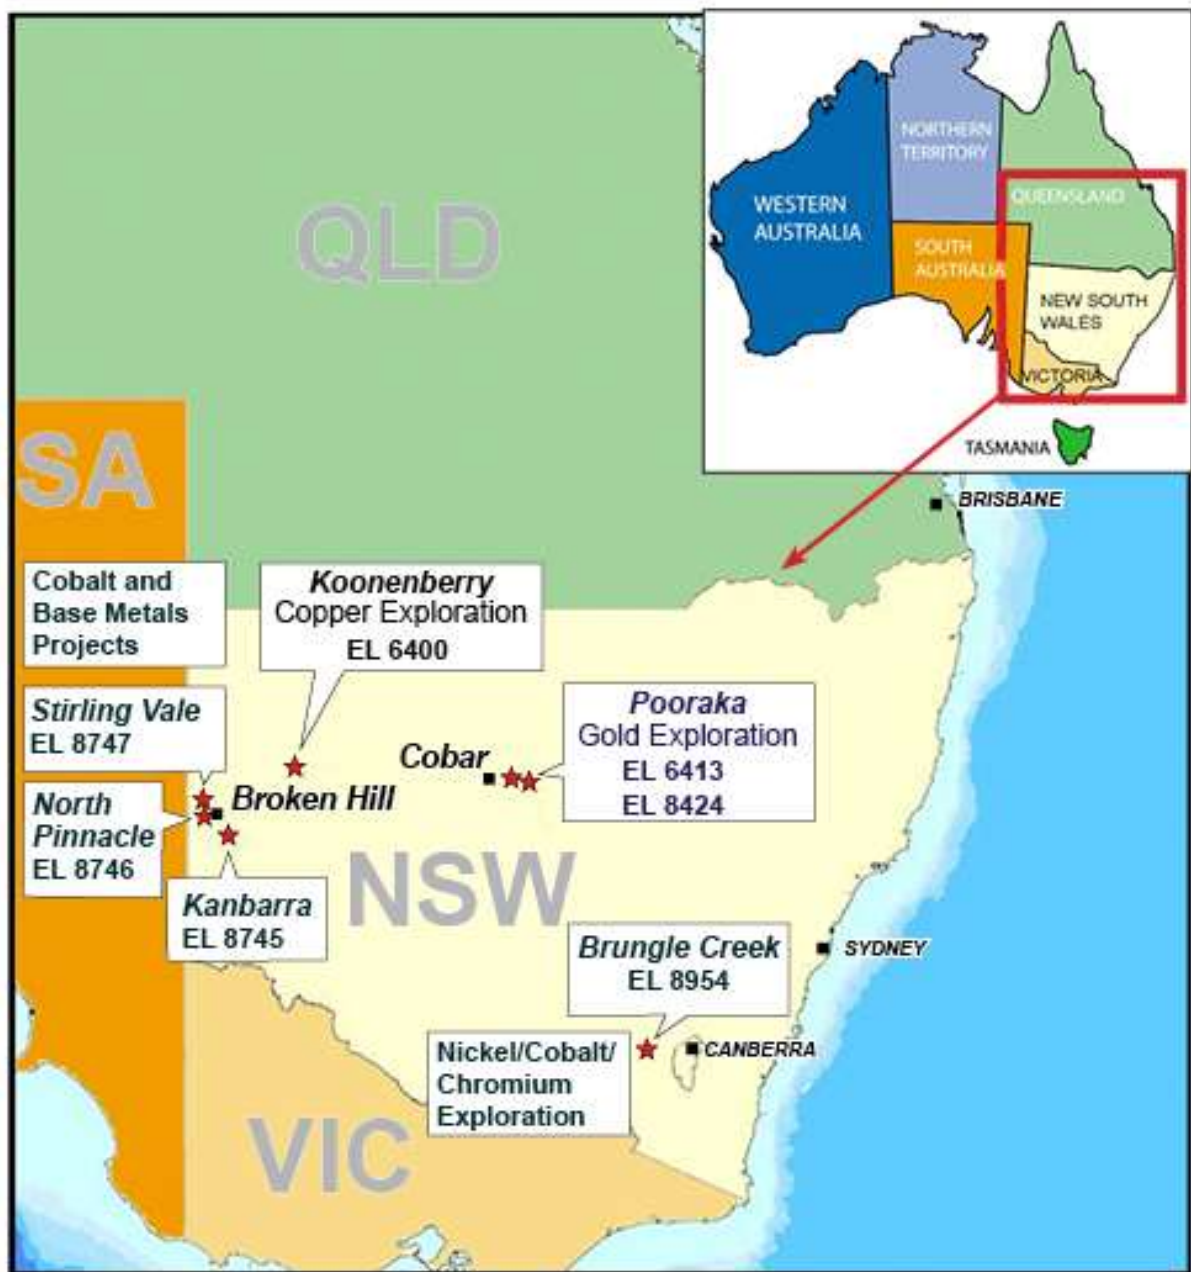 NORTHERN
TERRITORY
WESTERN
AUSTRALIA
QUEENSLAND
SOUTH
AUSTRALIA
NEW SOUTH
WALES
VICTORIA
TASMANIA
QLD
SA
BRISBANE
Cobalt and
Base Metals
Projects
Koonenberry
Copper Exploration
EL 6400
Stirling Vale
EL 8747
Pooraka
Gold Exploration
EL 6413
EL 8424
Cobar
Broken Hill
North
Pinnacle
EL 8746
Kanbarra
EL 8745
NSW
Brungle Creek
EL 8954
SYDNEY
Nickel/Cobalt/
Chromium
Exploration
CANBERRA
VIC